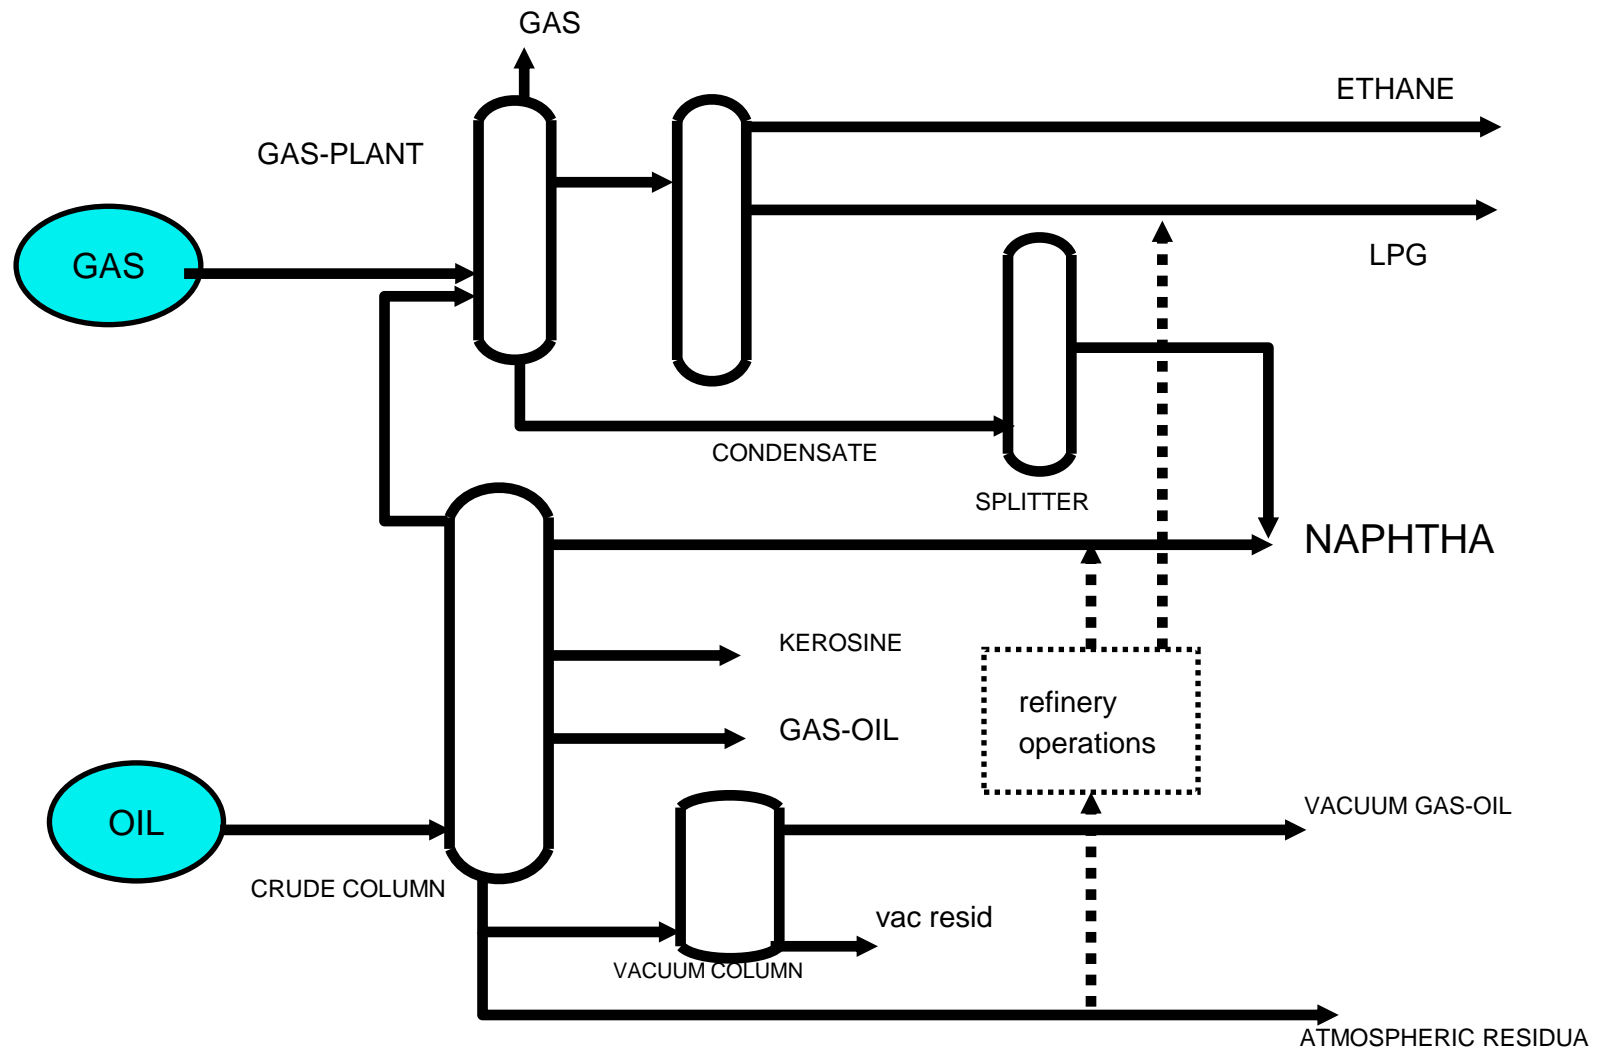 GAS
ETHANE
GAS-PLANT
GAS
LPG
CONDENSATE
SPLITTER
NAPHTHA
KEROSINE
refinery
operations
GAS-OIL
VACUUM GAS-OIL
OIL
CRUDE COLUMN
vac resid
VACUUM COLUMN
ATMOSPHERIC RESIDUA